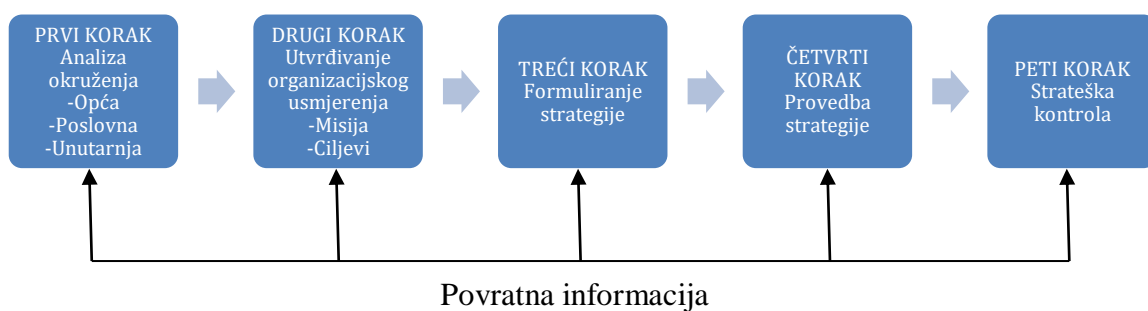 PRVI KORAK
Analiza
okruženja
-Opća
-Poslovna
-Unutarnja
DRUGI KORAK
Utvrđivanje
organizacijskog
usmjerenja
-Misija
-Ciljevi
TREĆI KORAK
Formuliranje
strategije
ČETVRTI
KORAK
Provedba
strategije
PETI KORAK
Strateška
kontrola
Povratna informacija